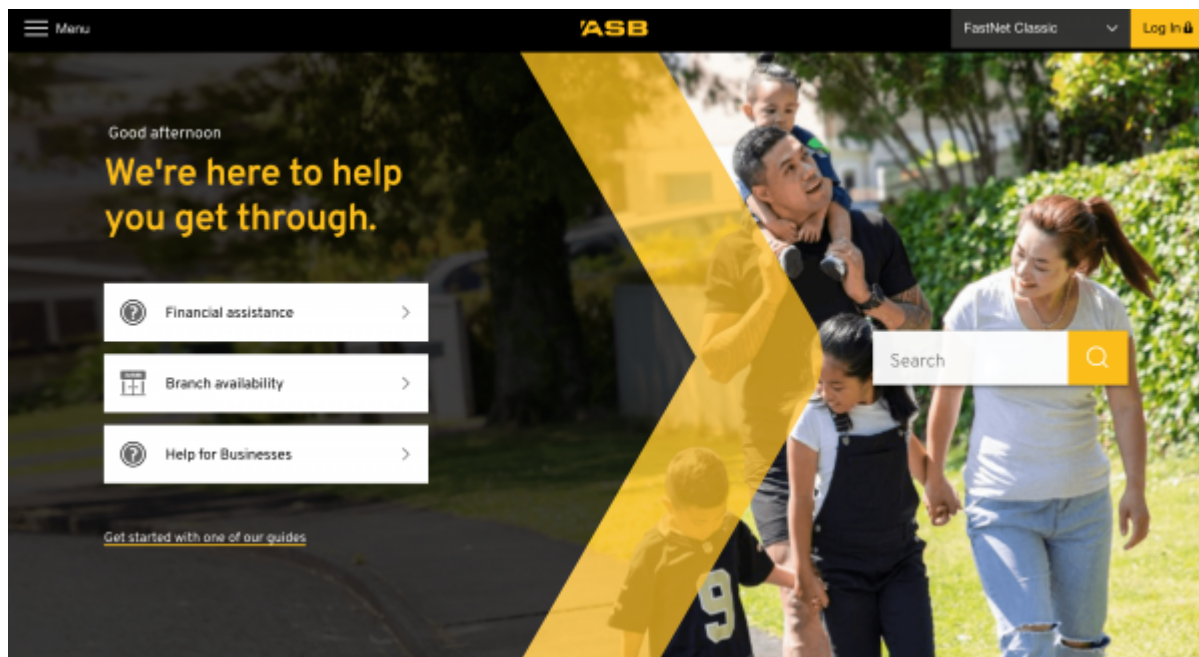 Menu
ASB
FastNet Classic
Log In
Good afternoon
We're here to help
you get through.
Financial assistance
Branch availability
Help for Businesses
Get started with one of our guides
Search
9